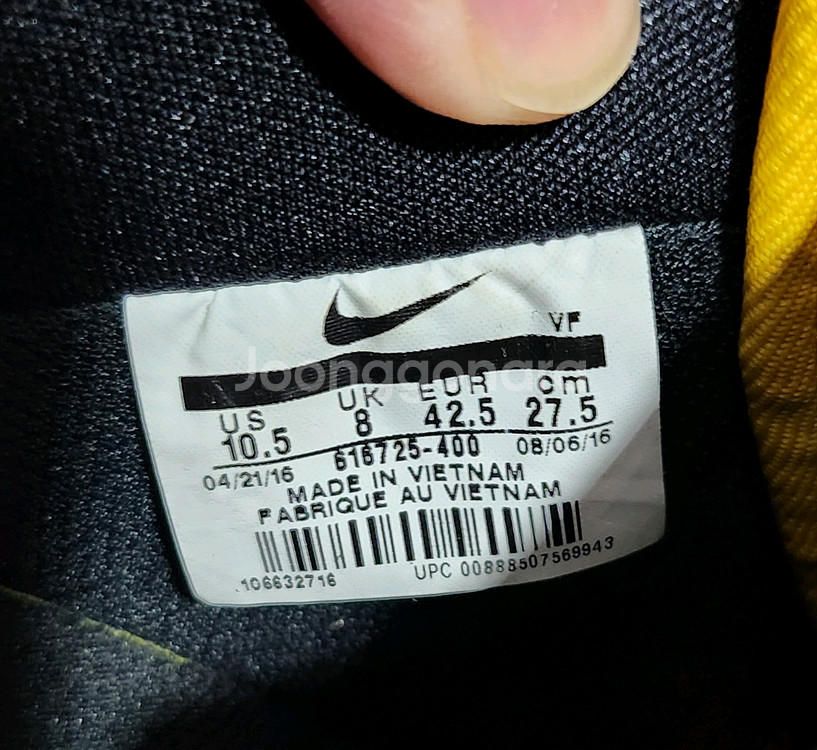 VF
Joonggonara
US UK EUR cm
10.5 8 42.5 27.5
04/21/16 616725-400 08/06/16
MADE IN VIETNAM
FABRIQUE AU VIETNAM
106632716 UPC 00888507569943